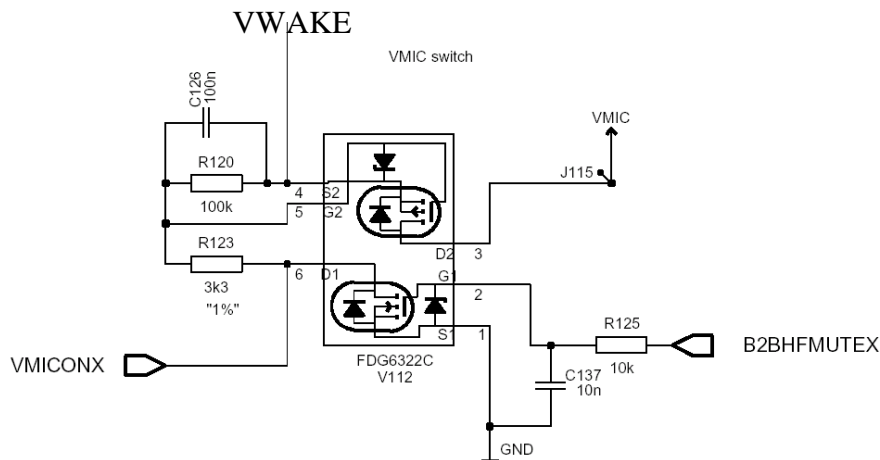 VWAKE
VMIC switch
C126
100n
VMIC
R120
J115
100k
4
S2
5
G2
R123
D2
3
3k3
6
D1
G1
"1%"
2
S1
1
R125
VMICONX
FDG6322C
V112
B2BHFMUTEX
10k
C137
10n
GND